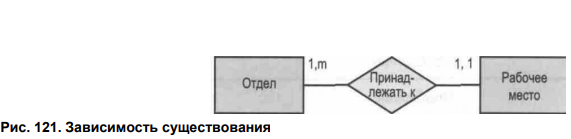 1,m
1, 1
Отдел
Принад-
лежать к
Рабочее
место
Рис. 121. Зависимость существования